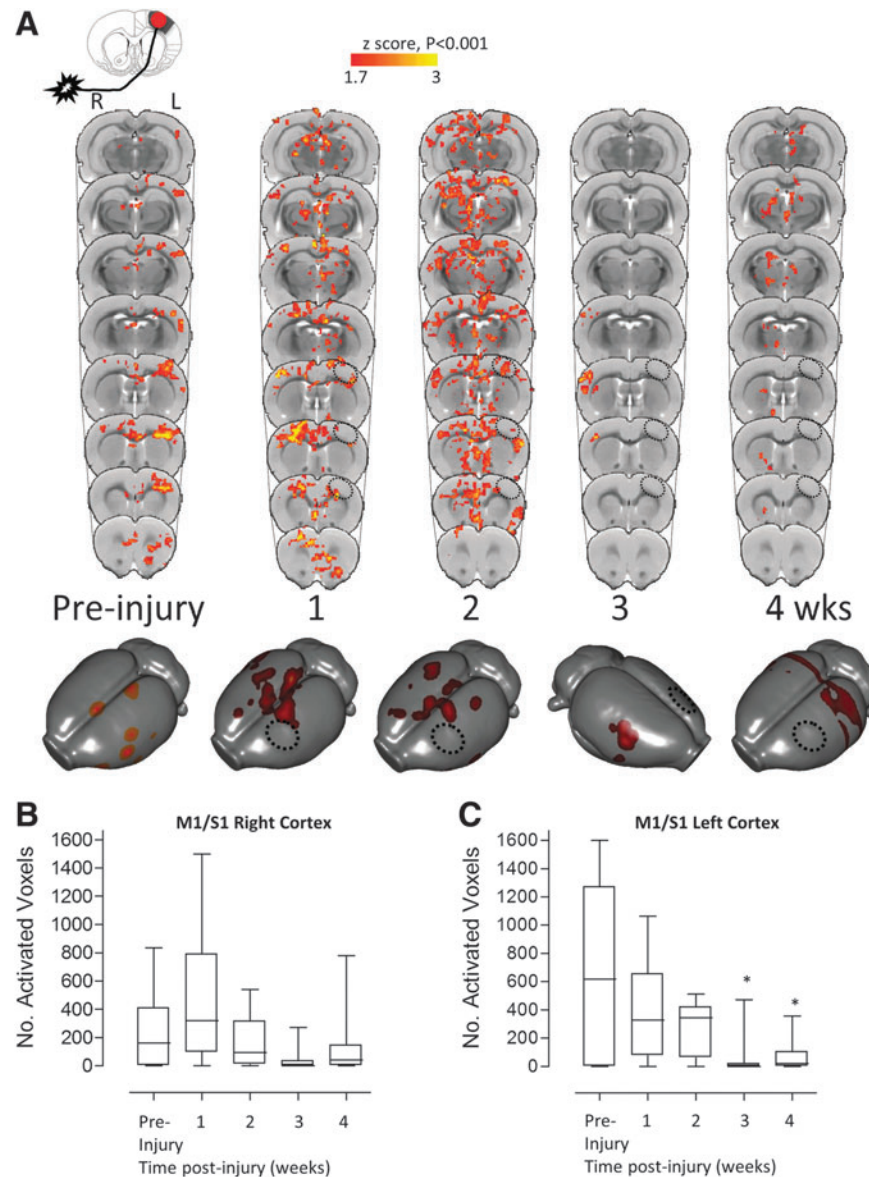 A
z score, P<0.001
1.7 3
R L
Pre-injury 1 2 3 4 wks
B
M1/S1 Right Cortex
No. Activated Voxels
1600
1400
1200
1000
800
600
400
200
0
Pre-
Injury
1 2 3 4
Time post-injury (weeks)
C
M1/S1 Left Cortex
No. Activated Voxels
1600
1400
1200
1000
800
600
400
200
0
* *
Pre-
Injury
1 2 3 4
Time post-injury (weeks)